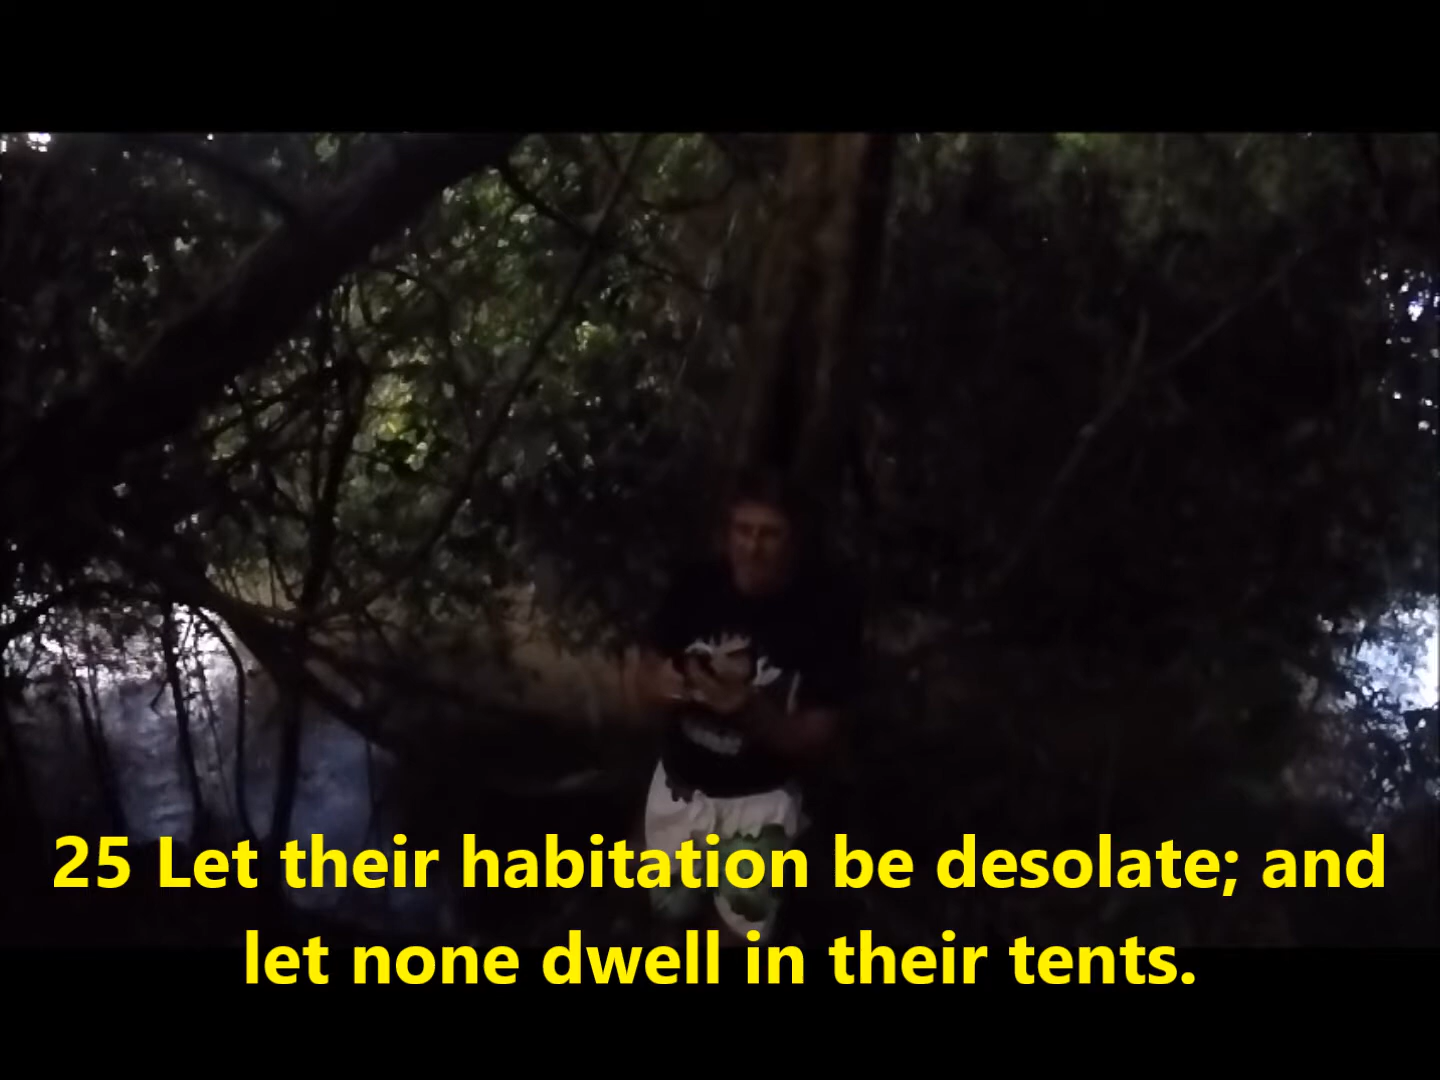 25 Let their habitation be desolate; and
let none dwell in their tents.